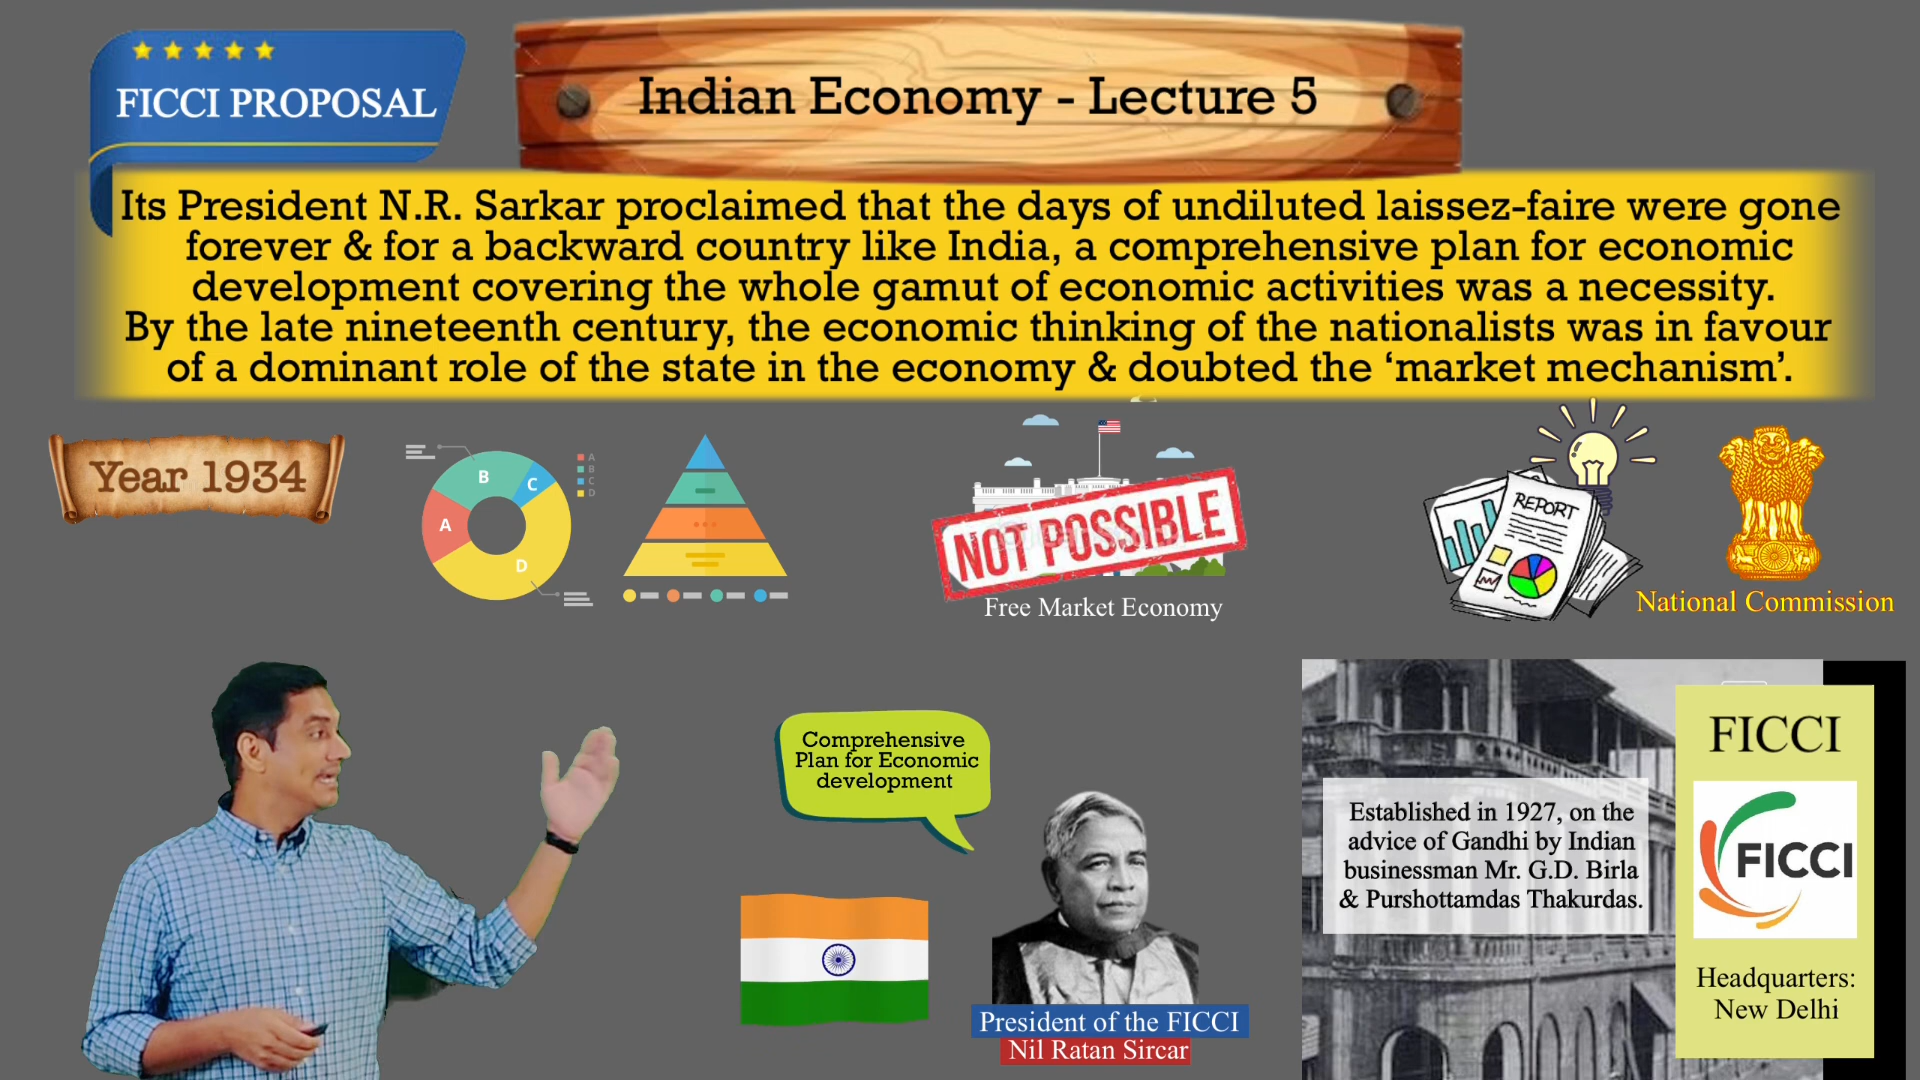 FICCI PROPOSAL
Indian Economy - Lecture 5
Its President N.R. Sarkar proclaimed that the days of undiluted laissez-faire were gone
forever & for a backward country like India, a comprehensive plan for economic
development covering the whole gamut of economic activities was a necessity.
By the late nineteenth century, the economic thinking of the nationalists was in favour
of a dominant role of the state in the economy & doubted the ‘market mechanism’.
Year 1934
B
C
A
D
A
B
C
D
NOT POSSIBLE
Free Market Economy
REPORT
National Commission
Comprehensive
Plan for Economic
development
President of the FICCI
Nil Ratan Sircar
Established in 1927, on the
advice of Gandhi by Indian
businessman Mr. G.D. Birla
& Purshottamdas Thakurdas.
FICCI
FICCI
Headquarters:
New Delhi